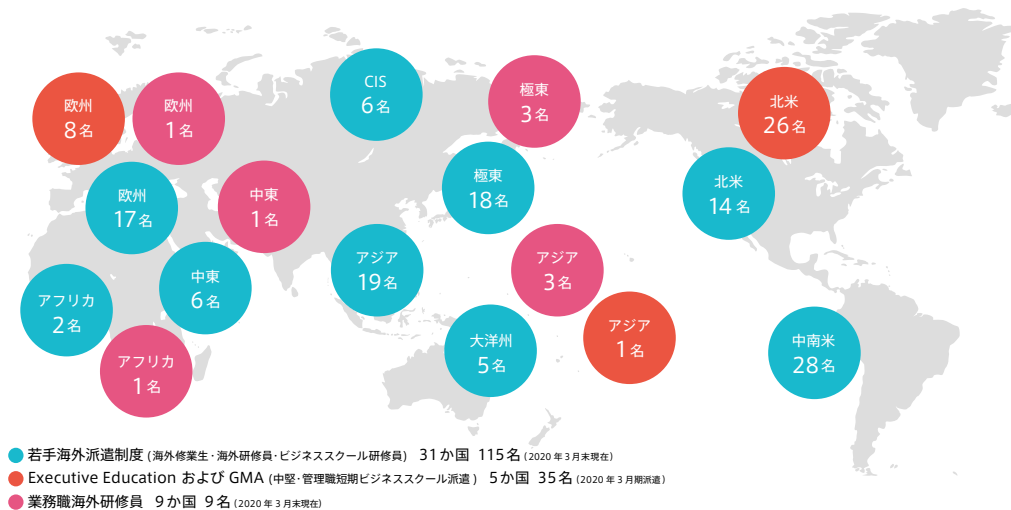 CIS
6名
極東
3名
欧州
8名
欧州
1名
北米
26名
極東
18名
欧州
17名
中東
1名
北米
14名
アジア
19名
アジア
3名
中東
6名
アフリカ
2名
アフリカ
1名
大洋州
5名
アジア
1名
中南米
28名
若手海外派遣制度 (海外修業生・海外研修員・ビジネススクール研修員) 31か国 115名 (2020年3月末現在)
Executive Education および GMA (中堅・管理職短期ビジネススクール派遣) 5か国 35名 (2020年3月期派遣)
業務職海外研修員 9か国 9名 (2020年3月末現在)